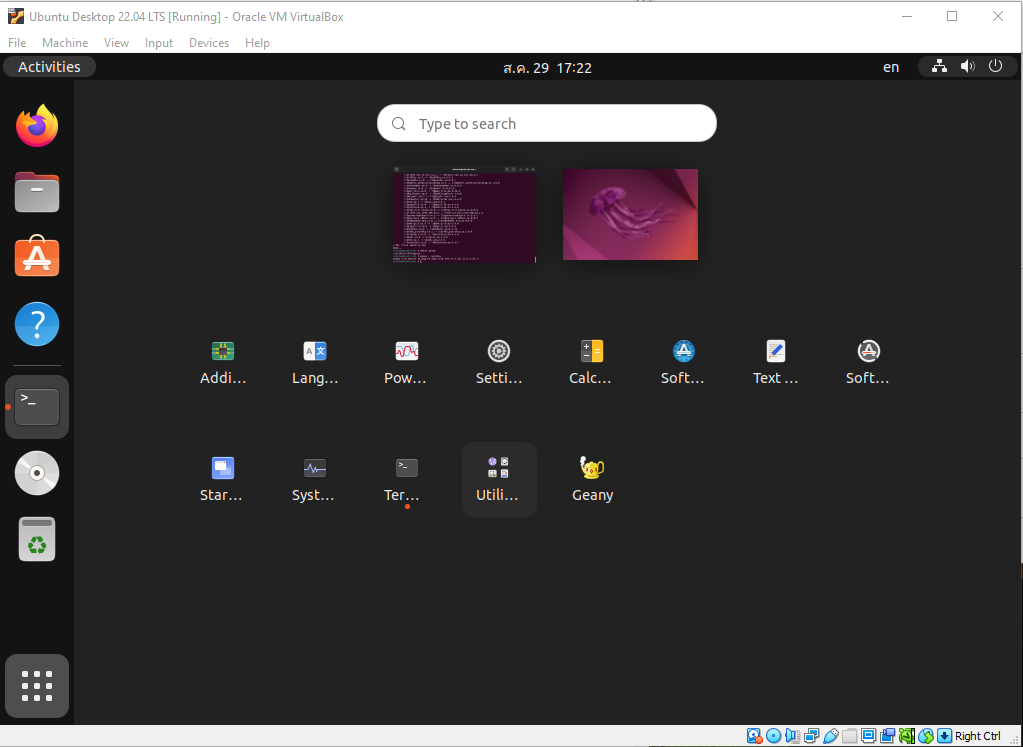 Ubuntu Desktop 22.04 LTS [Running] - Oracle VM VirtualBox
File Machine View Input Devices Help
Activities
ส.ค. 29 17:22
en
Type to search
Addi...
Lang...
Pow...
Setti...
Calc...
Soft...
Text ...
Soft...
Star...
Syst...
Ter...
Utili...
Geany
Right Ctrl